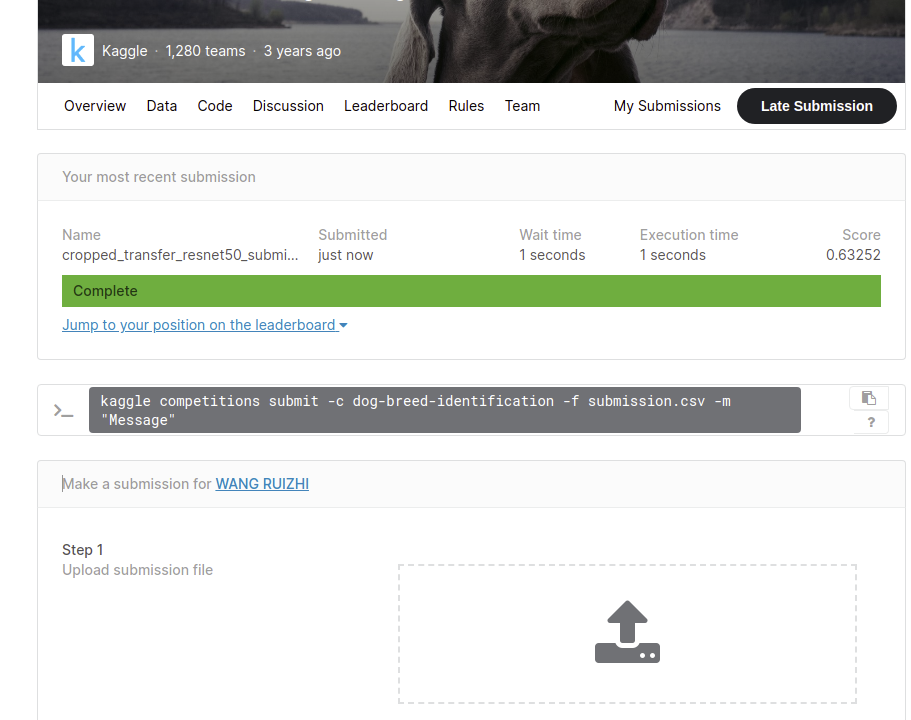 k Kaggle · 1,280 teams · 3 years ago
Overview Data Code Discussion Leaderboard Rules Team My Submissions Late Submission
Your most recent submission
Name Submitted Wait time Execution time Score
cropped_transfer_resnet50_submi... just now 1 seconds 1 seconds 0.63252
Complete
Jump to your position on the leaderboard
>_ kaggle competitions submit -c dog-breed-identification -f submission.csv -m
"Message"
?
Make a submission for WANG RUIZHI
Step 1
Upload submission file